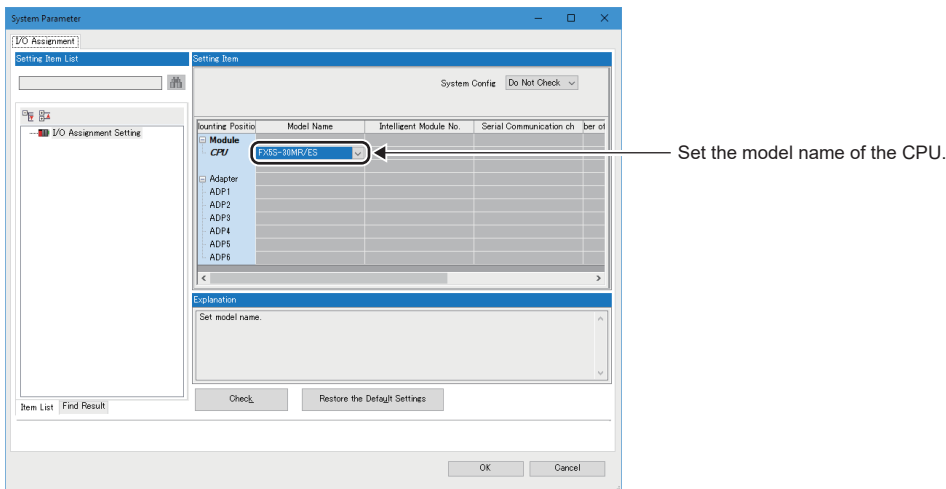 System Parameter
I/O Assignment
Setting Item List
Setting Item
System Config Do Not Check
Mounting Positio Model Name Intelligent Module No. Serial Communication ch ber of
I/O Assignment Setting
Module
CPU FX5S-30MR/ES
Set the model name of the CPU.
Adapter
ADP1
ADP2
ADP3
ADP4
ADP5
ADP6
Explanation
Set model name.
Check
Restore the Default Settings
Item List Find Result
OK Cancel